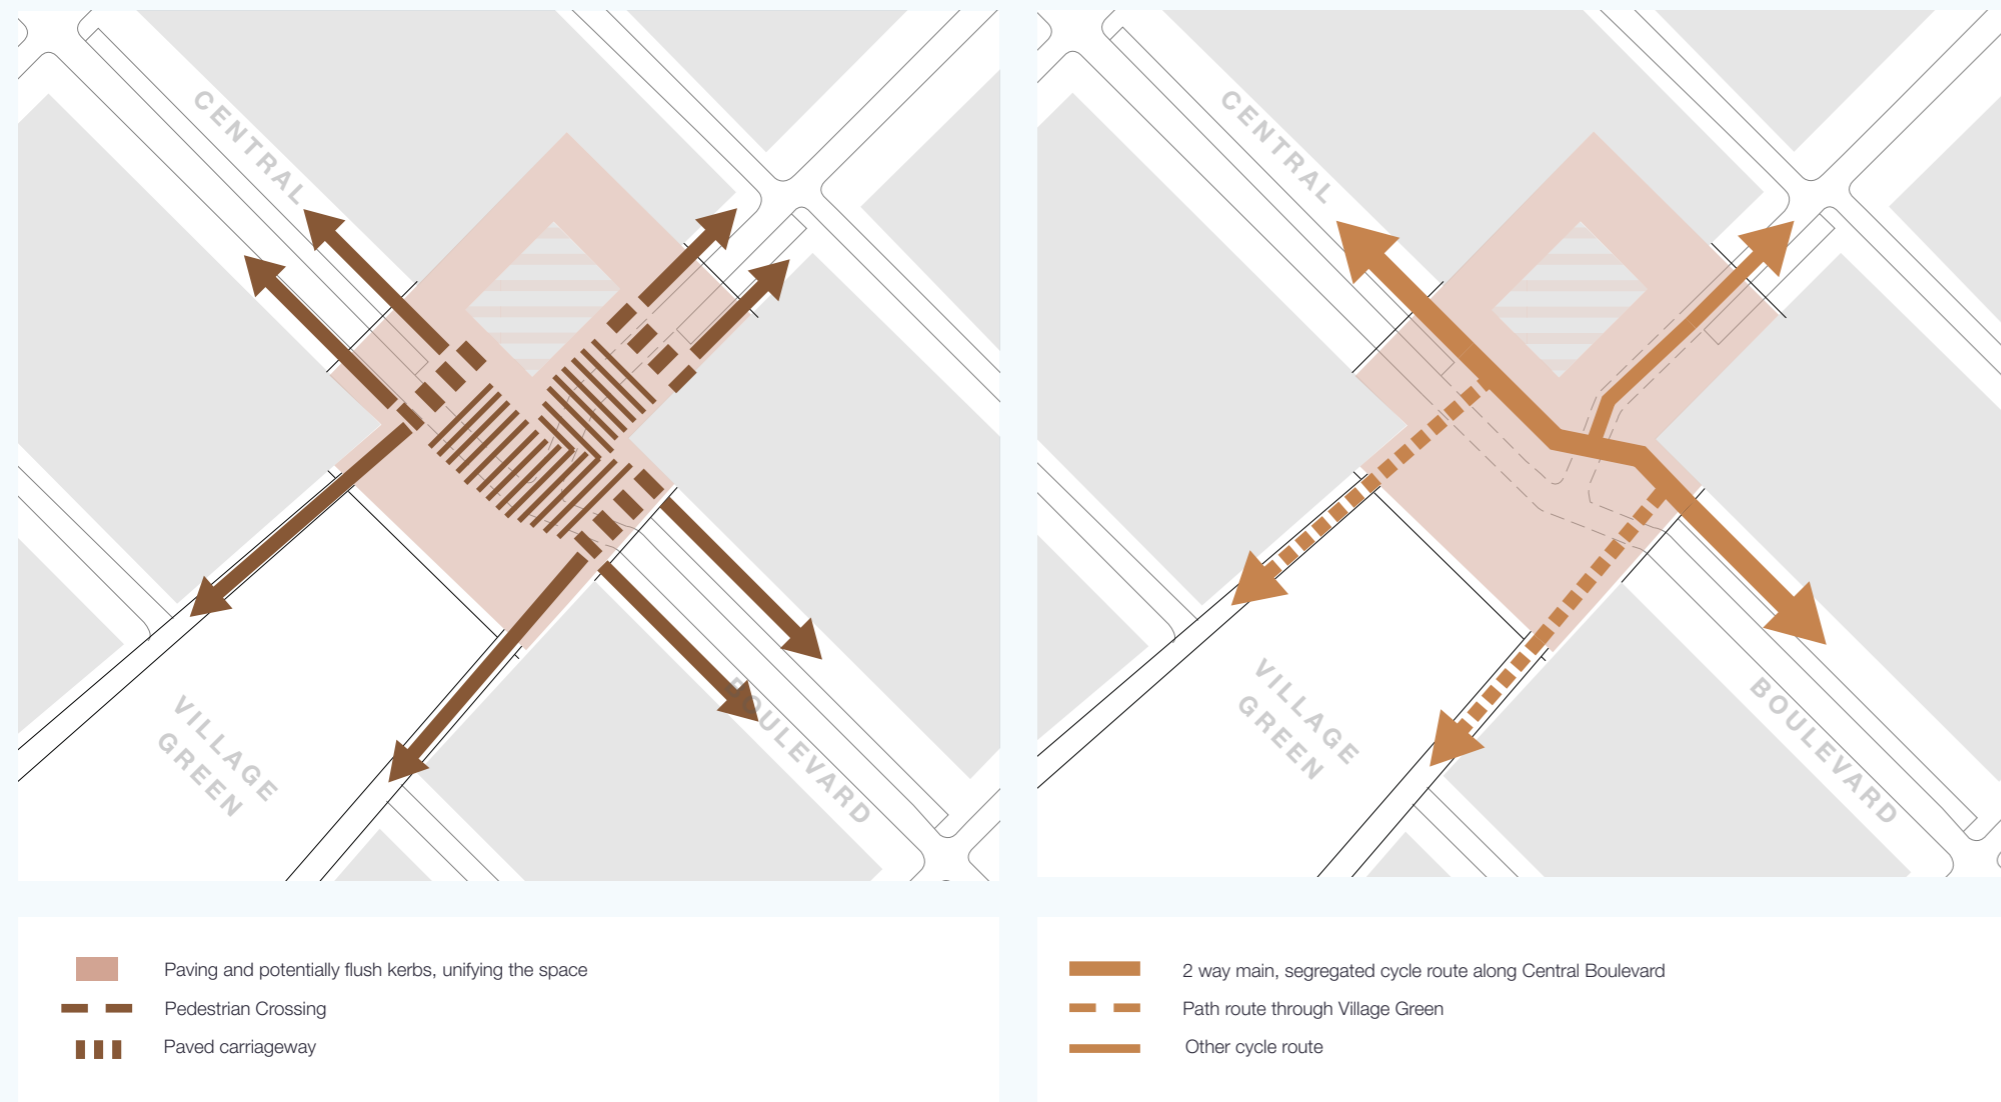 CENTRAL
BOULEVARD
VILLAGE
GREEN
Paving and potentially flush kerbs, unifying the space
Pedestrian Crossing
Paved carriageway
CENTRAL
BOULEVARD
VILLAGE
GREEN
2 way main, segregated cycle route along Central Boulevard
Path route through Village Green
Other cycle route